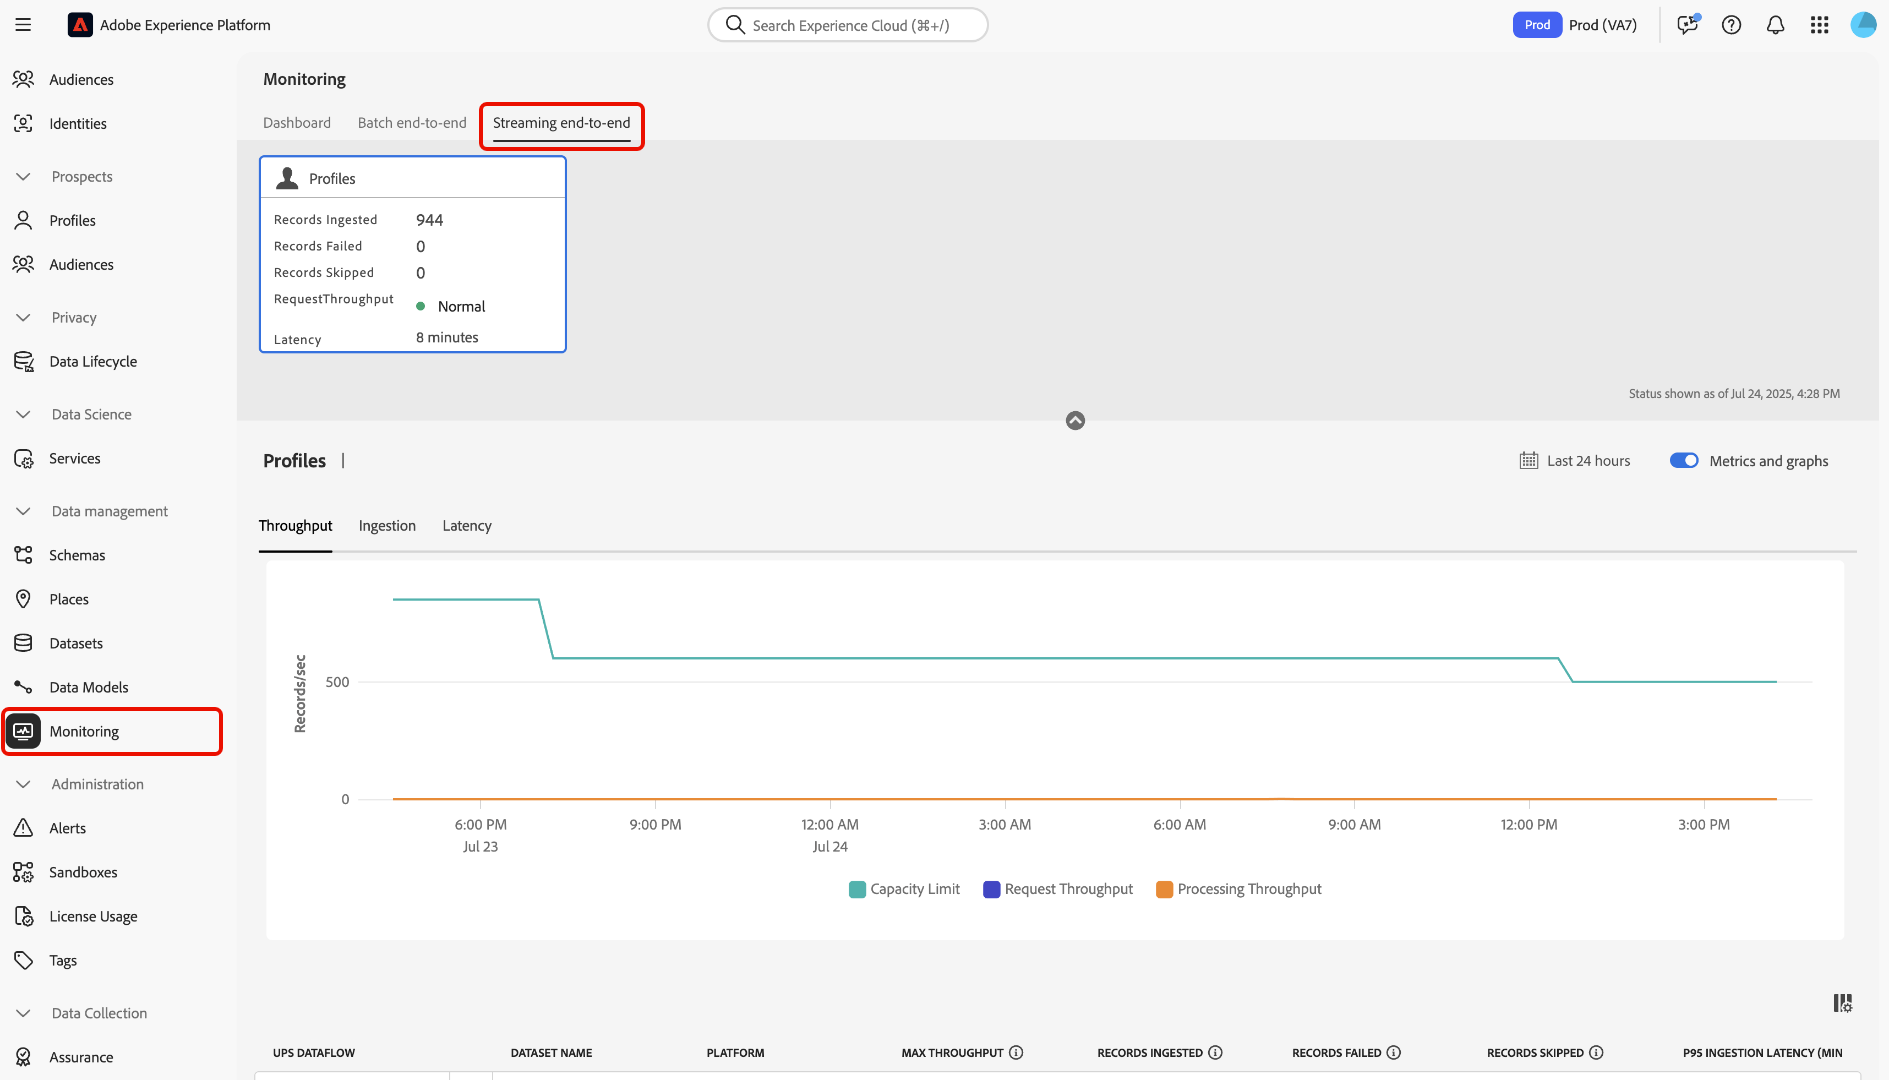 Adobe Experience Platform
Search Experience Cloud (⌘+/)
Prod
Prod (VA7)
Audiences
Identities
Prospects
Profiles
Audiences
Privacy
Data Lifecycle
Data Science
Services
Data management
Schemas
Places
Datasets
Data Models
Monitoring
Administration
Alerts
Sandboxes
License Usage
Tags
Data Collection
Assurance
Monitoring
Dashboard
Batch end-to-end
Streaming end-to-end
Profiles
Records Ingested 944
Records Failed 0
Records Skipped 0
RequestThroughput Normal
Latency 8 minutes
Status shown as of Jul 24, 2025, 4:28 PM
Profiles |
Last 24 hours
Metrics and graphs
Throughput
Ingestion
Latency
Records/sec
500
0
6:00 PM
9:00 PM
12:00 AM
3:00 AM
6:00 AM
9:00 AM
12:00 PM
3:00 PM
Jul 23
Jul 24
Capacity Limit
Request Throughput
Processing Throughput
UPS DATAFLOW
DATASET NAME
PLATFORM
MAX THROUGHPUT
RECORDS INGESTED
RECORDS FAILED
RECORDS SKIPPED
P95 INGESTION LATENCY (MIN